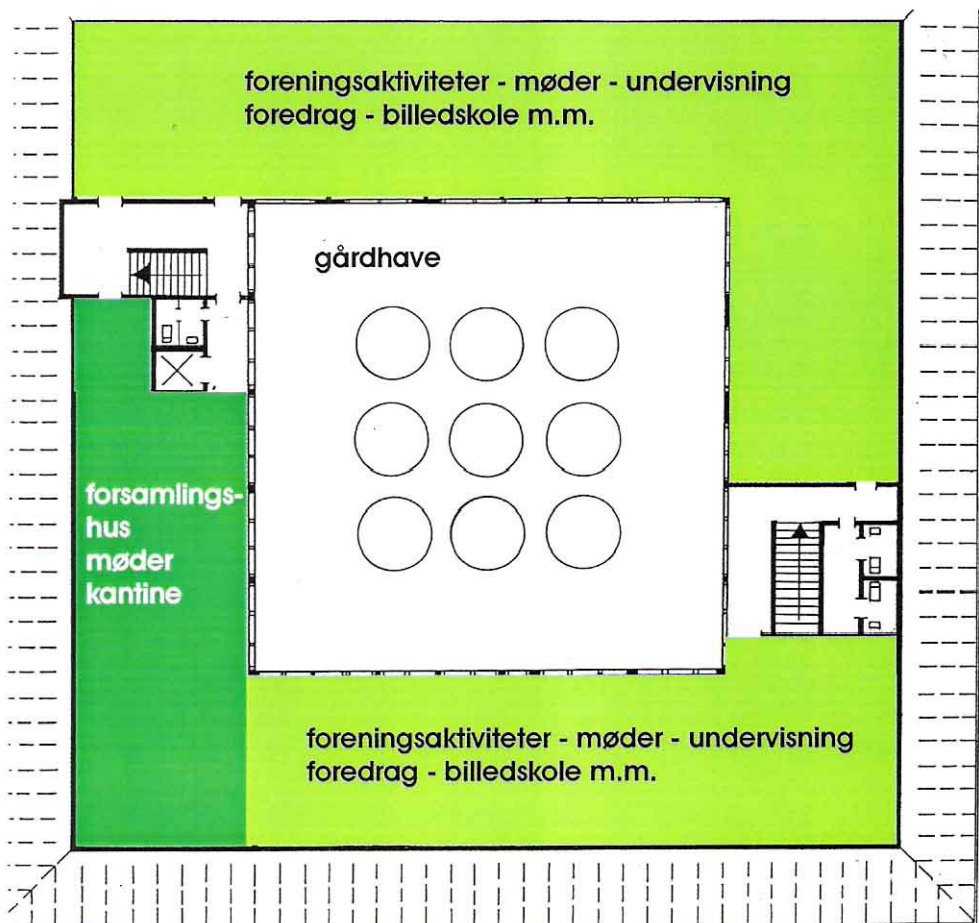 foreningsaktiviteter - møder - undervisning
foredrag - billedskole m.m.
gårdhave
forsamlings-
hus
møder
kantine
foreningsaktiviteter - møder - undervisning
foredrag - billedskole m.m.